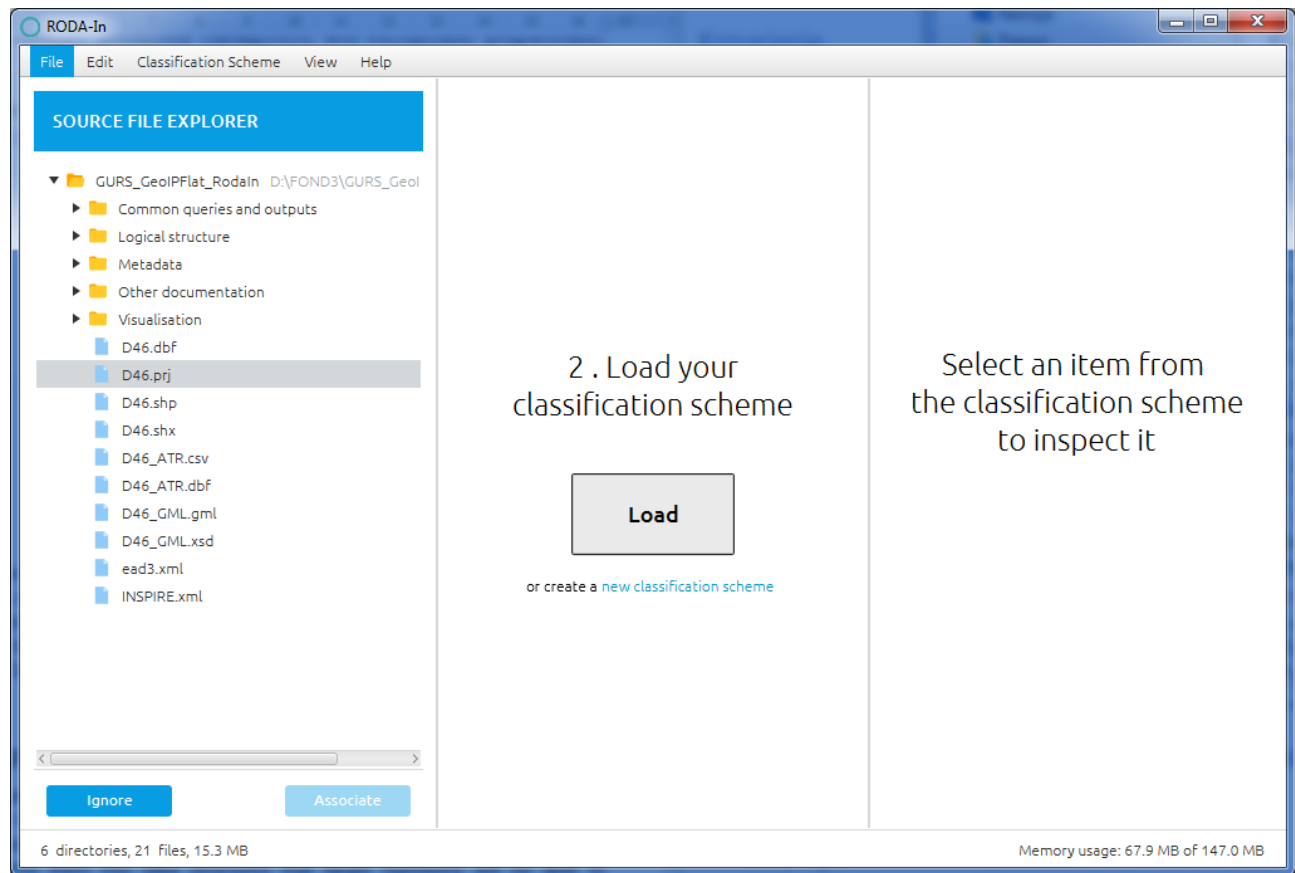 RODA-In
File Edit Classification Scheme View Help
SOURCE FILE EXPLORER
GURS_GeoIPFlat_RodaIn D:\FOND3\GURS_GeoI
Common queries and outputs
Logical structure
Metadata
Other documentation
Visualisation
D46.dbf
D46.prj
D46.shp
D46.shx
D46_ATR.csv
D46_ATR.dbf
D46_GML.gml
D46_GML.xsd
ead3.xml
INSPIRE.xml
Ignore Associate
2 . Load your
classification scheme
Load
or create a new classification scheme
Select an item from
the classification scheme
to inspect it
6 directories, 21 files, 15.3 MB
Memory usage: 67.9 MB of 147.0 MB